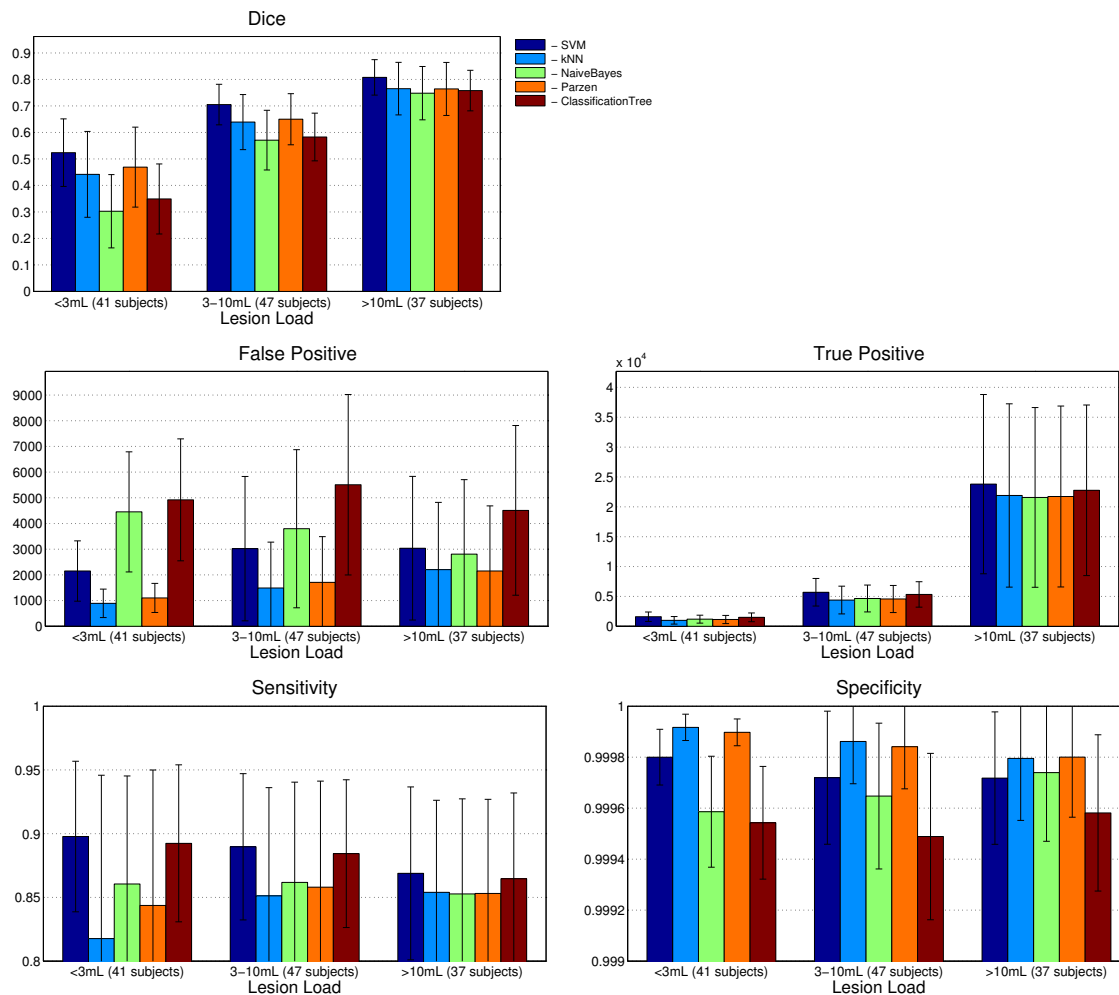 Dice
0.9
0.8
0.7
0.6
0.5
0.4
0.3
0.2
0.1
0
<3mL (41 subjects) 3−10mL (47 subjects) >10mL (37 subjects)
Lesion Load
− SVM
− kNN
− NaiveBayes
− Parzen
− ClassificationTree
False Positive
9000
8000
7000
6000
5000
4000
3000
2000
1000
0
<3mL (41 subjects) 3−10mL (47 subjects) >10mL (37 subjects)
Lesion Load
True Positive
x 10^4
4
3.5
3
2.5
2
1.5
1
0.5
0
<3mL (41 subjects) 3−10mL (47 subjects) >10mL (37 subjects)
Lesion Load
Sensitivity
1
0.95
0.9
0.85
0.8
<3mL (41 subjects) 3−10mL (47 subjects) >10mL (37 subjects)
Lesion Load
Specificity
1
0.9998
0.9996
0.9994
0.9992
0.999
<3mL (41 subjects) 3−10mL (47 subjects) >10mL (37 subjects)
Lesion Load